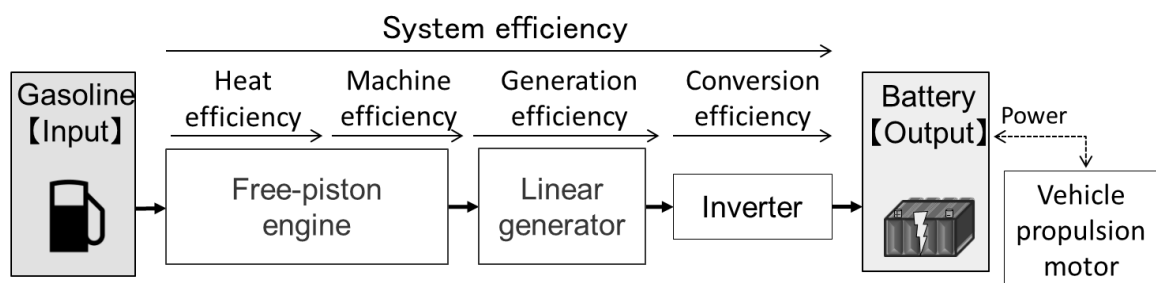 System efficiency
Heat
efficiency
Machine
efficiency
Generation
efficiency
Conversion
efficiency
Gasoline
【Input】
Free-piston
engine
Linear
generator
Inverter
Battery
【Output】
Power
Vehicle
propulsion
motor